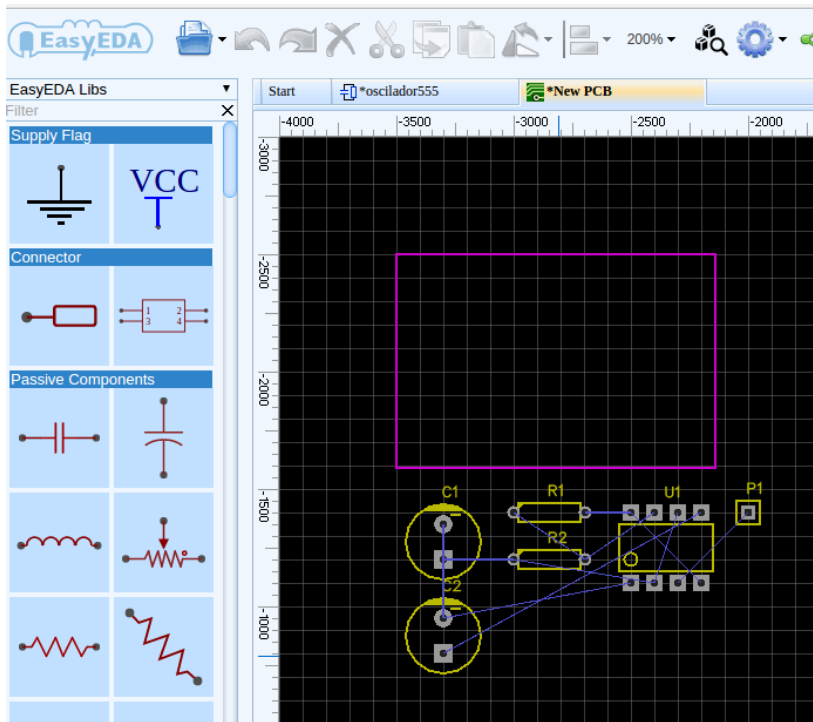 EasyEDA
200%
EasyEDA Libs
Start
*oscilador555
*New PCB
Filter
X
-4000
-3500
-3000
-2500
-2000
Supply Flag
-3000
VCC
Connector
-2500
1 2
3 4
Passive Components
-2000
-1500
C1
R1
U1
P1
R2
C2
-1000